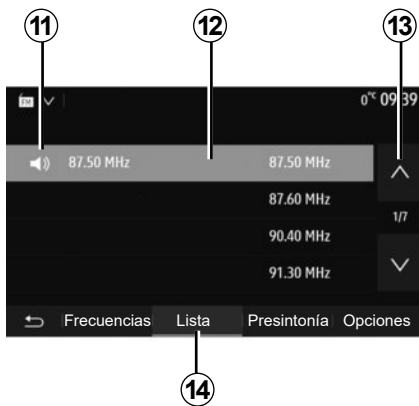 11 12 13
FM 0°C 09:39
87.50 MHz 87.50 MHz
87.60 MHz
1/7
90.40 MHz
91.30 MHz
Frecuencias Lista Presintonía Opciones
14